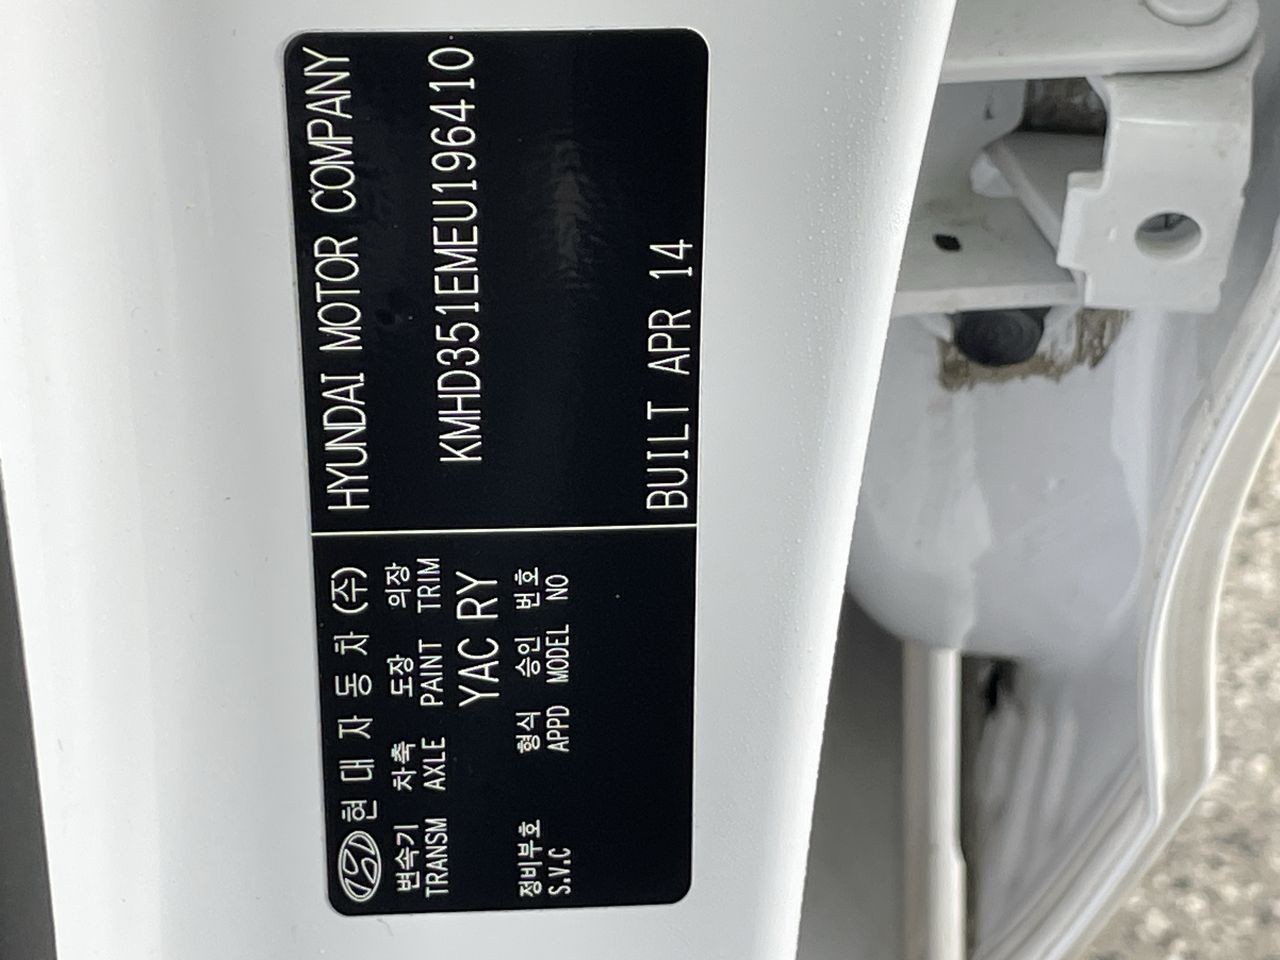 현대자동차(주)
변속기 차축 도장 의장
TRANSM AXLE PAINT TRIM
YAC RY
정비부호 형식 승인 번호
S.V.C APPD MODEL NO
HYUNDAI MOTOR COMPANY
KMHD351EMEU196410
BUILT APR 14